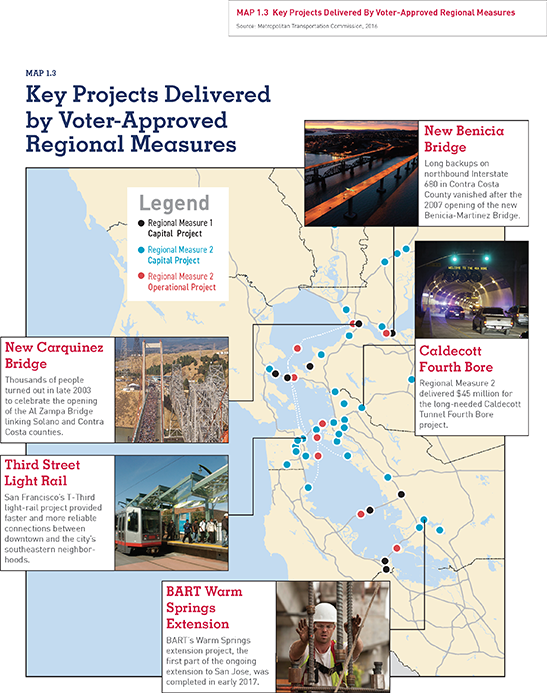 MAP 1.3 Key Projects Delivered By Voter-Approved Regional Measures
Source: Metropolitan Transportation Commission, 2016
MAP 1.3
Key Projects Delivered
by Voter-Approved
Regional Measures
New Benicia
Bridge
Long backups on
northbound Interstate
680 in Contra Costa
County vanished after the
2007 opening of the new
Benicia-Martinez Bridge.
Legend
Regional Measure 1
Capital Project
Regional Measure 2
Capital Project
Regional Measure 2
Operational Project
WELCOME TO THE NEW BORE
Caldecott
Fourth Bore
Regional Measure 2
delivered $45 million for
the long-needed Caldecott
Tunnel Fourth Bore
project.
New Carquinez
Bridge
Thousands of people
turned out in late 2003
to celebrate the opening
of the Al Zampa Bridge
linking Solano and Contra
Costa counties.
Third Street
Light Rail
San Francisco's T-Third
light-rail project provided
faster and more reliable
connections between
downtown and the city's
southeastern neighbor-
hoods.
BART Warm
Springs
Extension
BART's Warm Springs
extension project, the
first part of the ongoing
extension to San Jose, was
completed in early 2017.